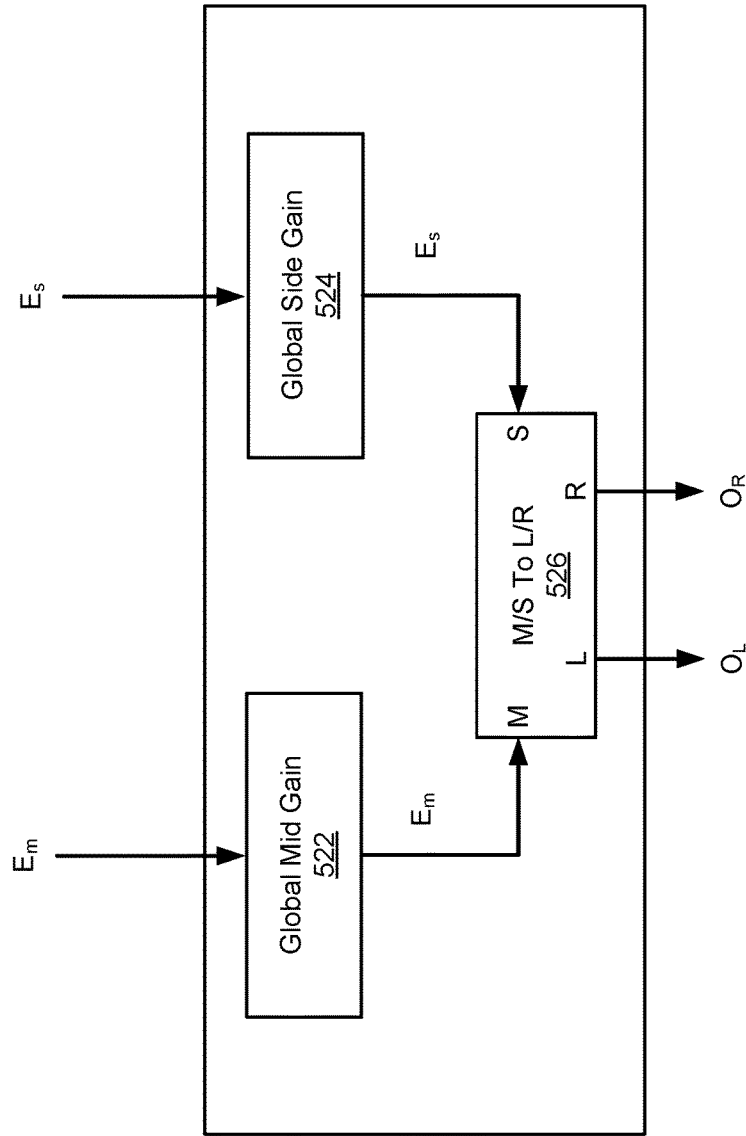 Eₘ
Eₛ
Global Mid Gain
522
Global Side Gain
524
Eₘ
Eₛ
M
S
M/S To L/R
526
L
R
O_L
O_R